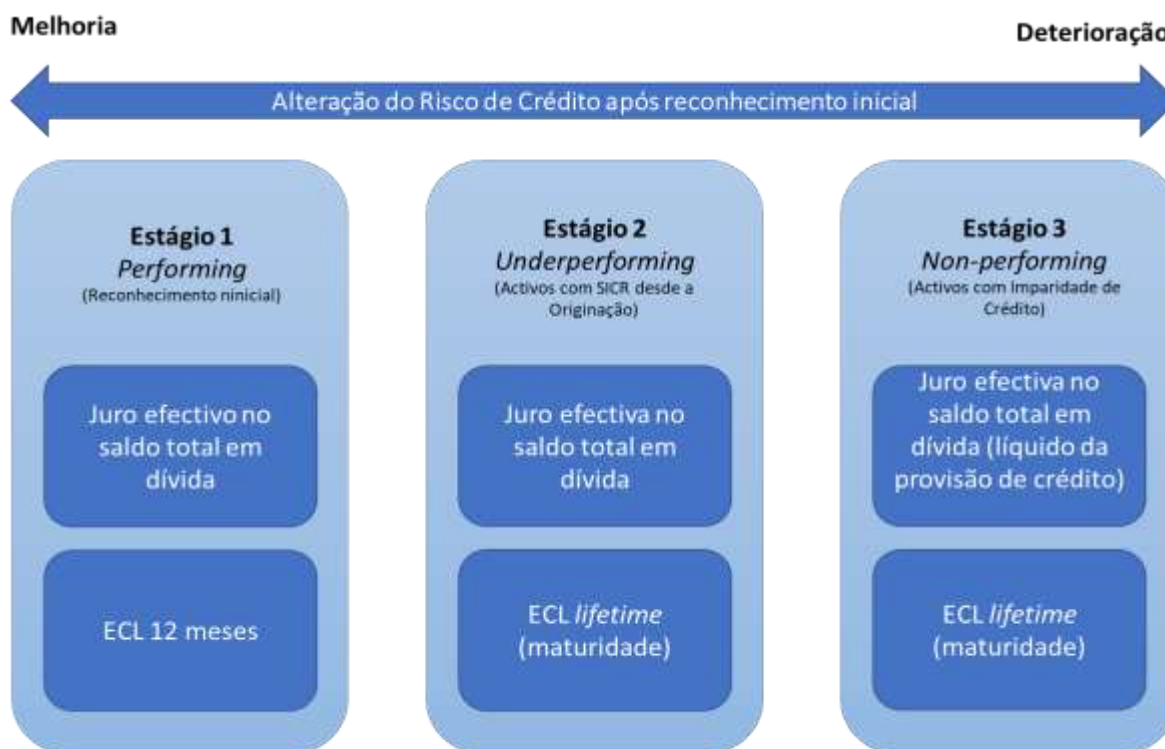 Melhoria
Deterioração
Alteração do Risco de Crédito após reconhecimento inicial
Estágio 1
Performing
(Reconhecimento ninicial)
Juro efectivo no
saldo total em
dívida
ECL 12 meses
Estágio 2
Underperforming
(Activos com SICR desde a
Originação)
Juro efectiva no
saldo total em
dívida
ECL lifetime
(maturidade)
Estágio 3
Non-performing
(Activos com Imparidade de
Crédito)
Juro efectiva no
saldo total em
dívida (líquido da
provisão de crédito)
ECL lifetime
(maturidade)